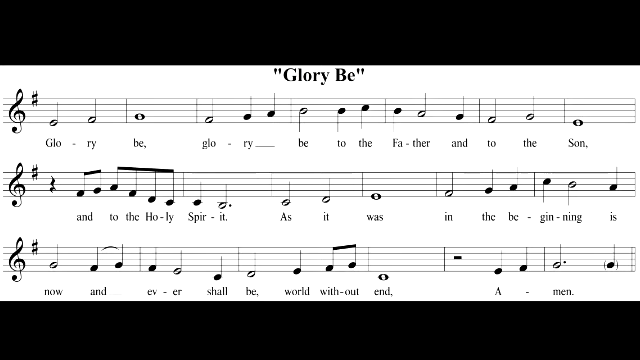 "Glory Be"
Glo - ry be, glo - ry be to the Fa - ther and to the Son,
and to the Ho - ly Spir - it. As it was in the be - gin - ning is
now and ev - er shall be, world with - out end, A - men.